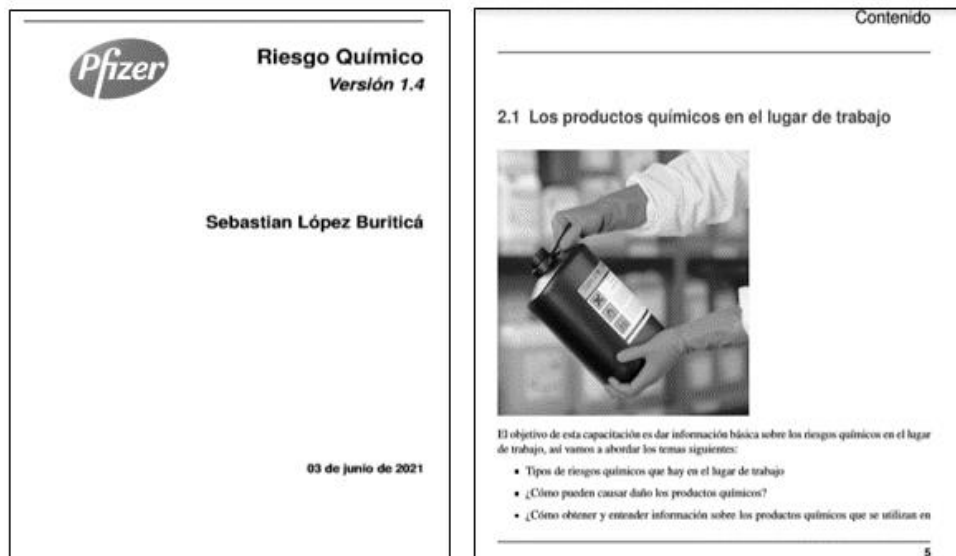 Pfizer
Riesgo Químico
Versión 1.4
Sebastian López Buriticá
03 de junio de 2021
Contenido
2.1 Los productos químicos en el lugar de trabajo
El objetivo de esta capacitación es dar información básica sobre los riesgos químicos en el lugar
de trabajo, así vamos a abordar los temas siguientes:
• Tipos de riesgos químicos que hay en el lugar de trabajo
• ¿Cómo pueden causar daño los productos químicos?
• ¿Cómo obtener y entender información sobre los productos químicos que se utilizan en
5